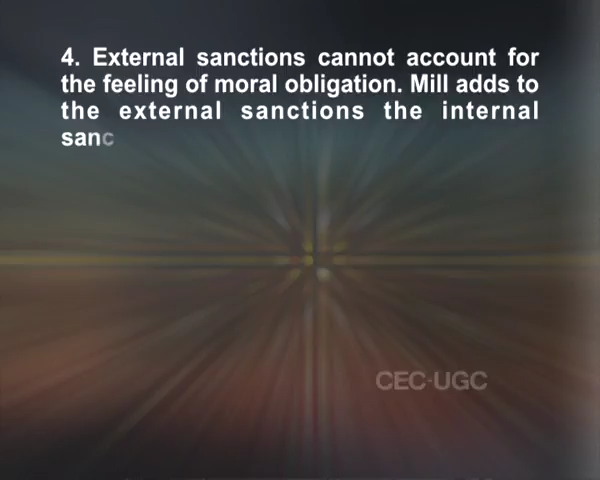 4. External sanctions cannot account for
the feeling of moral obligation. Mill adds to
the external sanctions the internal
sanc
CEC-UGC